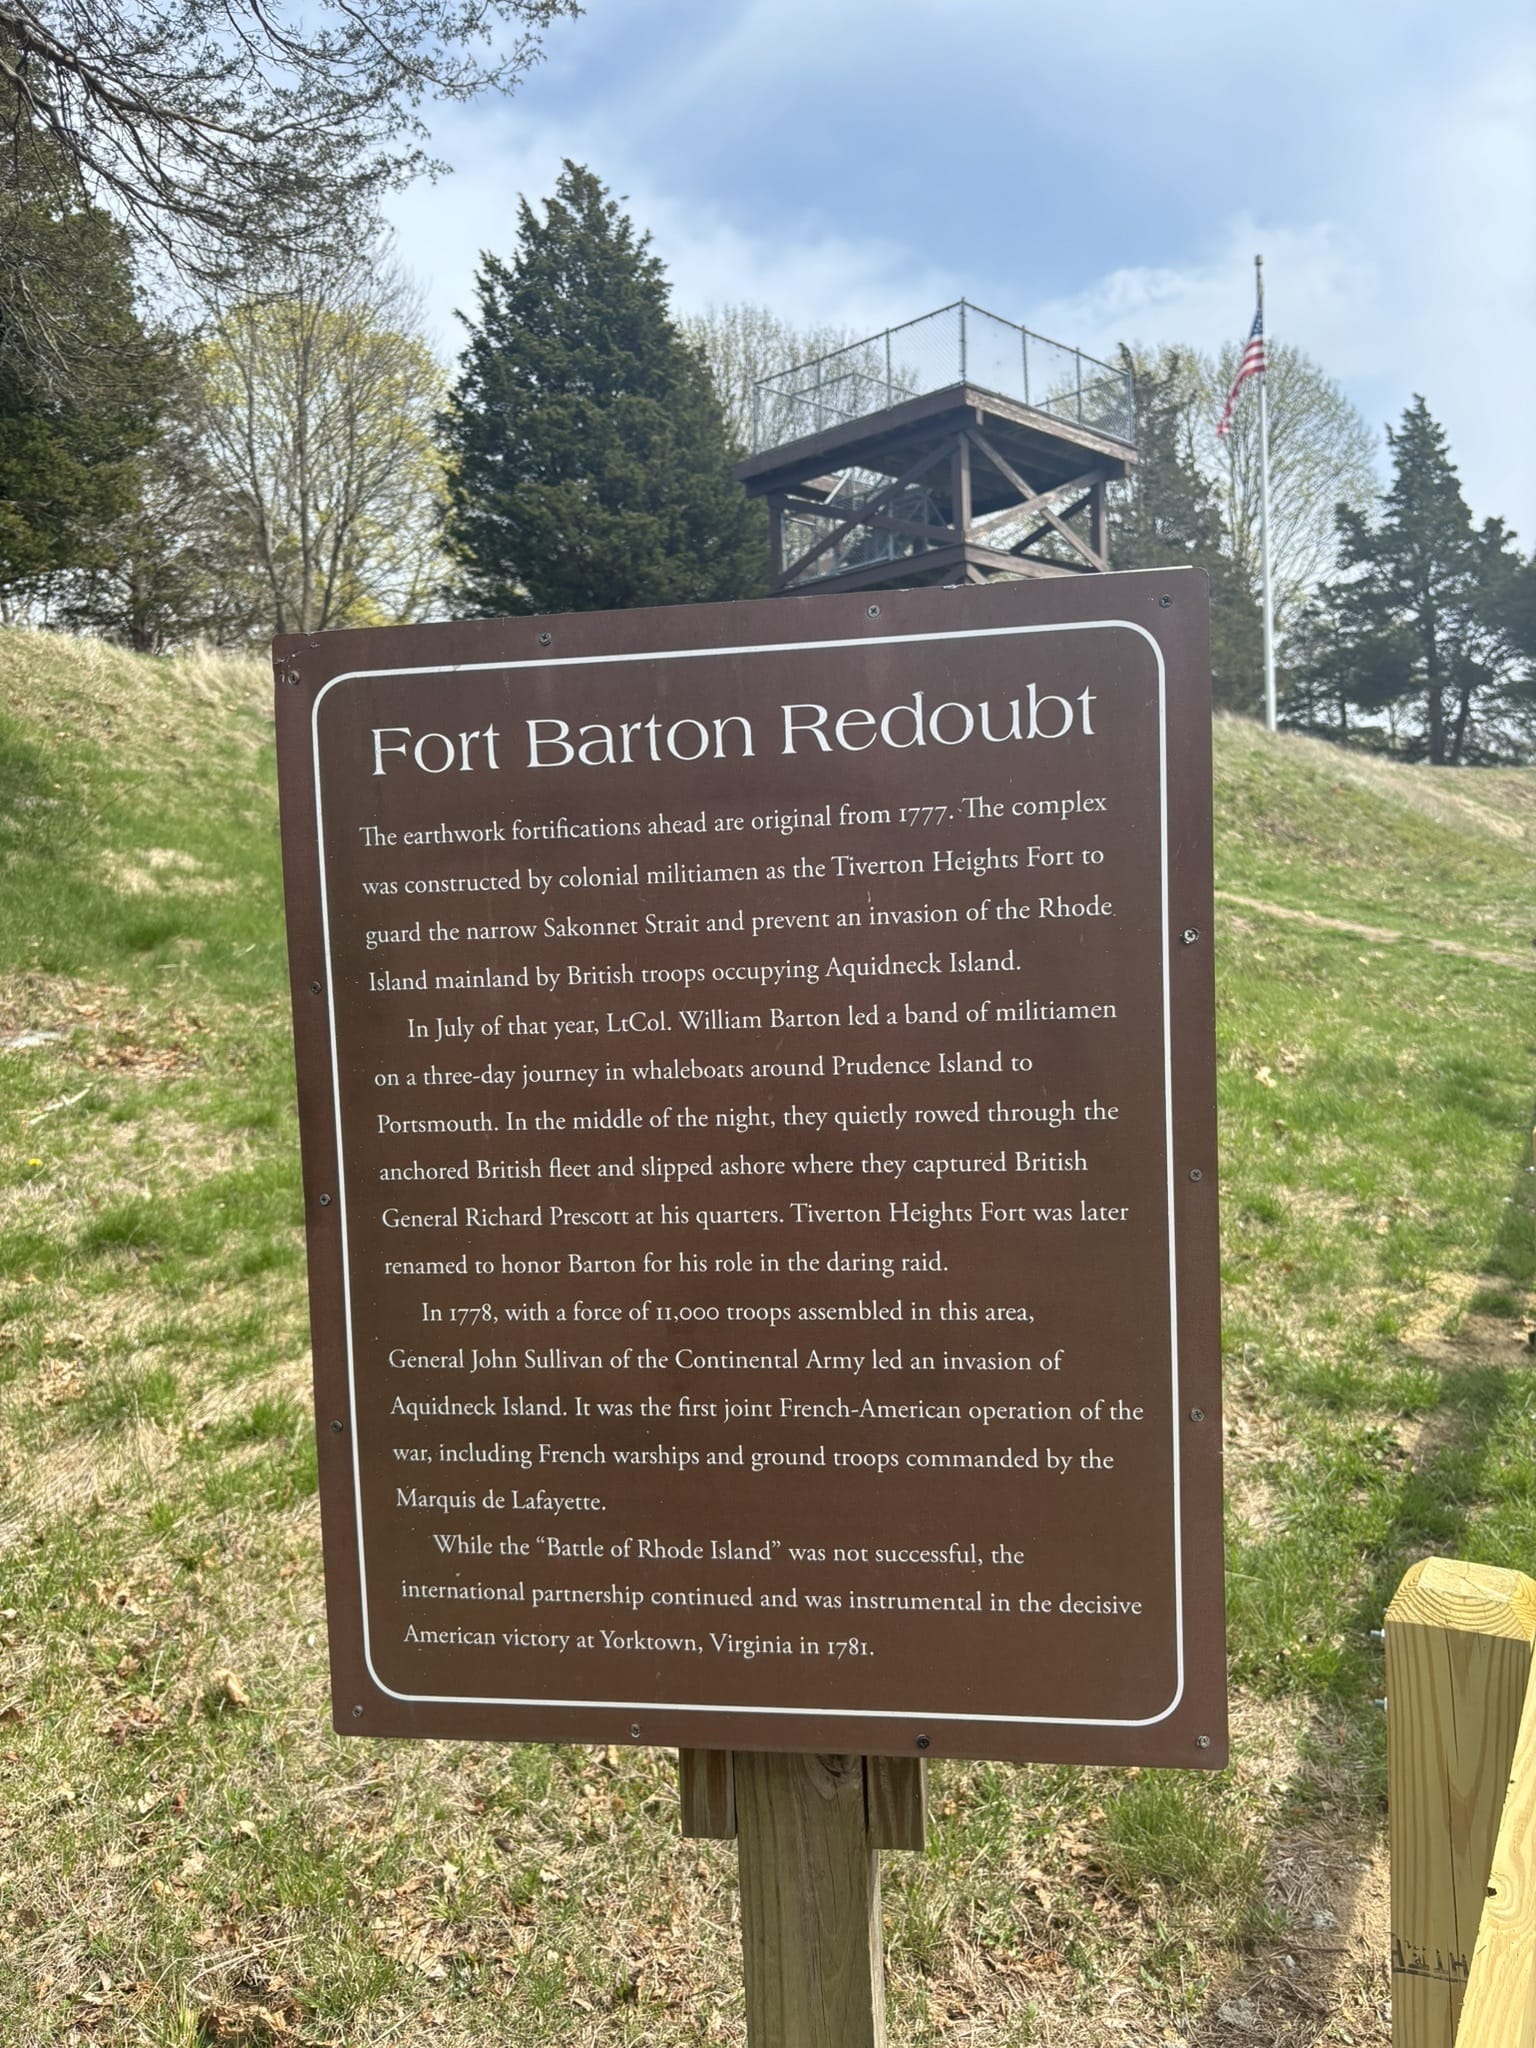 Fort Barton Redoubt
The earthwork fortifications ahead are original from 1777. The complex
was constructed by colonial militiamen as the Tiverton Heights Fort to
guard the narrow Sakonnet Strait and prevent an invasion of the Rhode
Island mainland by British troops occupying Aquidneck Island.
In July of that year, LtCol. William Barton led a band of militiamen
on a three-day journey in whaleboats around Prudence Island to
Portsmouth. In the middle of the night, they quietly rowed through the
anchored British fleet and slipped ashore where they captured British
General Richard Prescott at his quarters. Tiverton Heights Fort was later
renamed to honor Barton for his role in the daring raid.
In 1778, with a force of 11,000 troops assembled in this area,
General John Sullivan of the Continental Army led an invasion of
Aquidneck Island. It was the first joint French-American operation of the
war, including French warships and ground troops commanded by the
Marquis de Lafayette.
While the “Battle of Rhode Island” was not successful, the
international partnership continued and was instrumental in the decisive
American victory at Yorktown, Virginia in 1781.